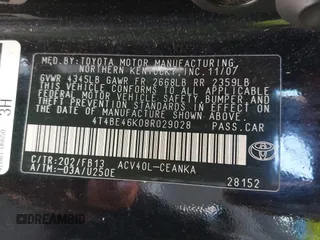 BY: TOYOTA MOTOR MANUFACTURING,
NORTHERN KENTUCKY, INC. 11/07
GVWR 4345LB GAWR FR 2668LB RR 2359LB
THIS VEHICLE CONFORMS TO ALL APPLICABLE
FEDERAL MOTOR VEHICLE SAFETY, BUMPER,
AND THEFT PREVENTION STANDARDS IN EFFECT
ON THE DATE OF MANUFACTURE SHOWN ABOVE.
4T4BE46K08R029028 PASS.CAR
C/TR: 202/FB13 ACV40L-CEANKA
A/TM: -03A/U250E
28152
TOYOTA
3H
DREAMBID